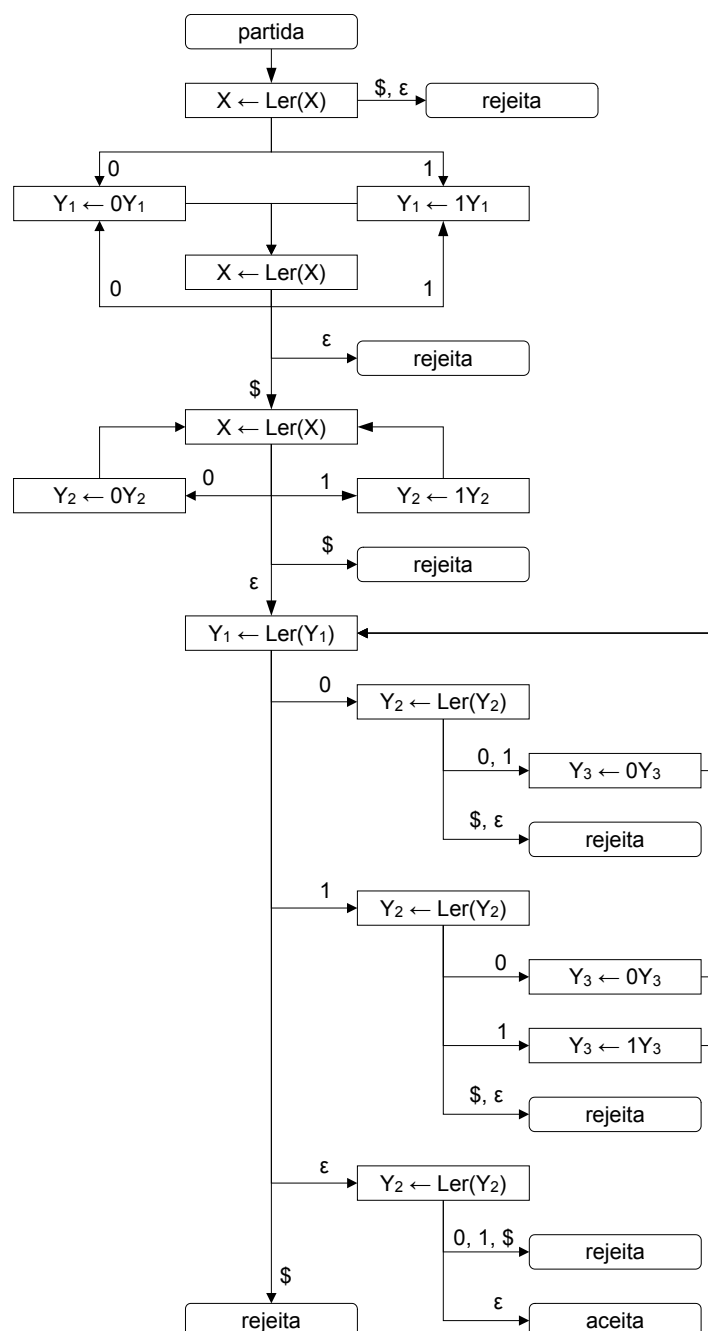 partida
X ← Ler(X)
$, ε
rejeita
0
1
Y₁ ← 0Y₁
Y₁ ← 1Y₁
X ← Ler(X)
0
1
ε
rejeita
$
X ← Ler(X)
0
1
Y₂ ← 0Y₂
Y₂ ← 1Y₂
$
rejeita
ε
Y₁ ← Ler(Y₁)
0
Y₂ ← Ler(Y₂)
0, 1
Y₃ ← 0Y₃
$, ε
rejeita
1
Y₂ ← Ler(Y₂)
0
Y₃ ← 0Y₃
1
Y₃ ← 1Y₃
$, ε
rejeita
ε
Y₂ ← Ler(Y₂)
0, 1, $
rejeita
$
ε
rejeita
aceita